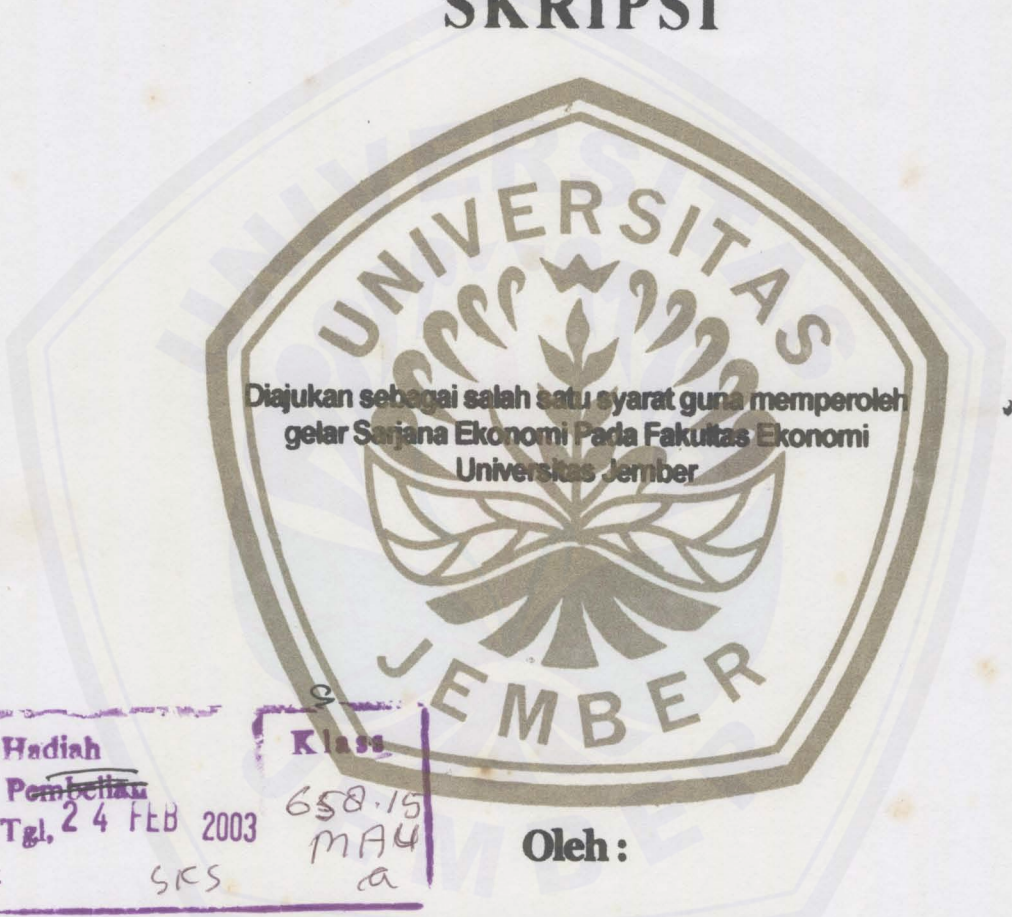 SKRIPSI
UNIVERSITAS
Diajukan sebagai salah satu syarat guna memperoleh
gelar Sarjana Ekonomi Pada Fakultas Ekonomi
Universitas Jember
JEMBER
Hadiah
Klass
Pembelian
658.15
Tgl, 24 FEB 2003
MAU
SKS
a
Oleh :